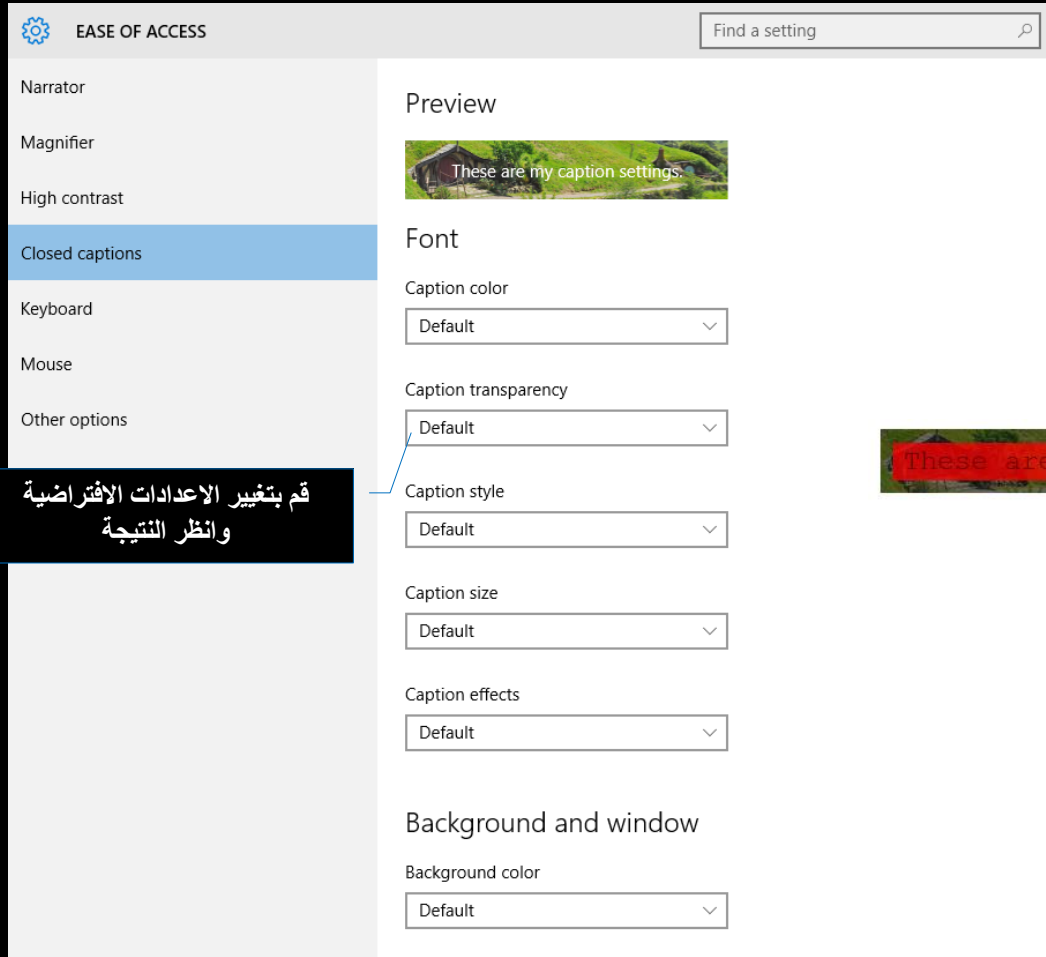 EASE OF ACCESS
Find a setting
Narrator
Magnifier
High contrast
Closed captions
Keyboard
Mouse
Other options
قم بتغيير الاعدادات الافتراضية
وانظر النتيجة
Preview
These are my caption settings.
Font
Caption color
Default
Caption transparency
Default
Caption style
Default
Caption size
Default
Caption effects
Default
Background and window
Background color
Default
These are